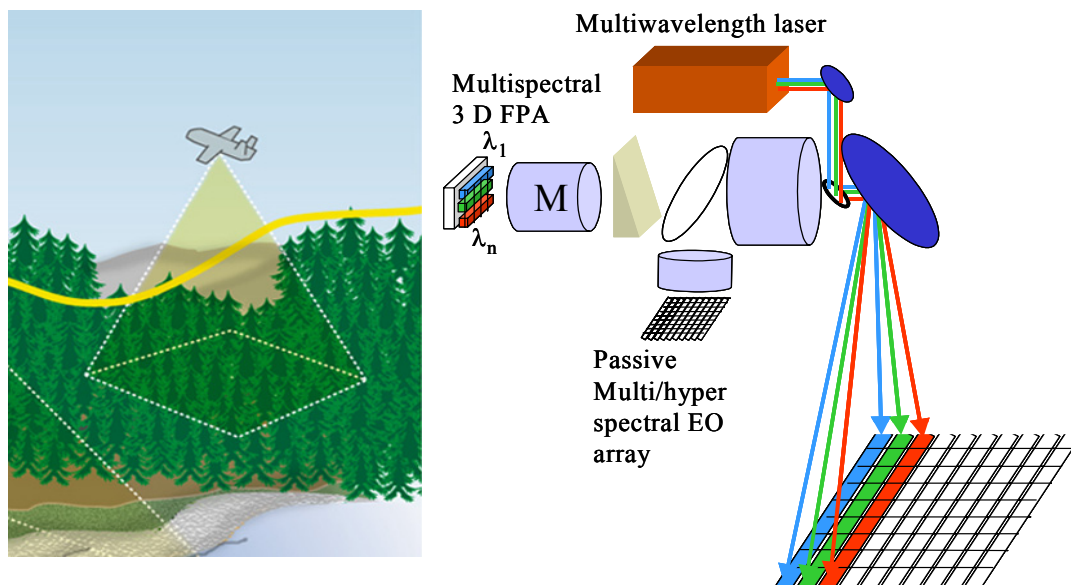 Multiwavelength laser
Multispectral
3 D FPA
λ1
M
λn
Passive
Multi/hyper
spectral EO
array